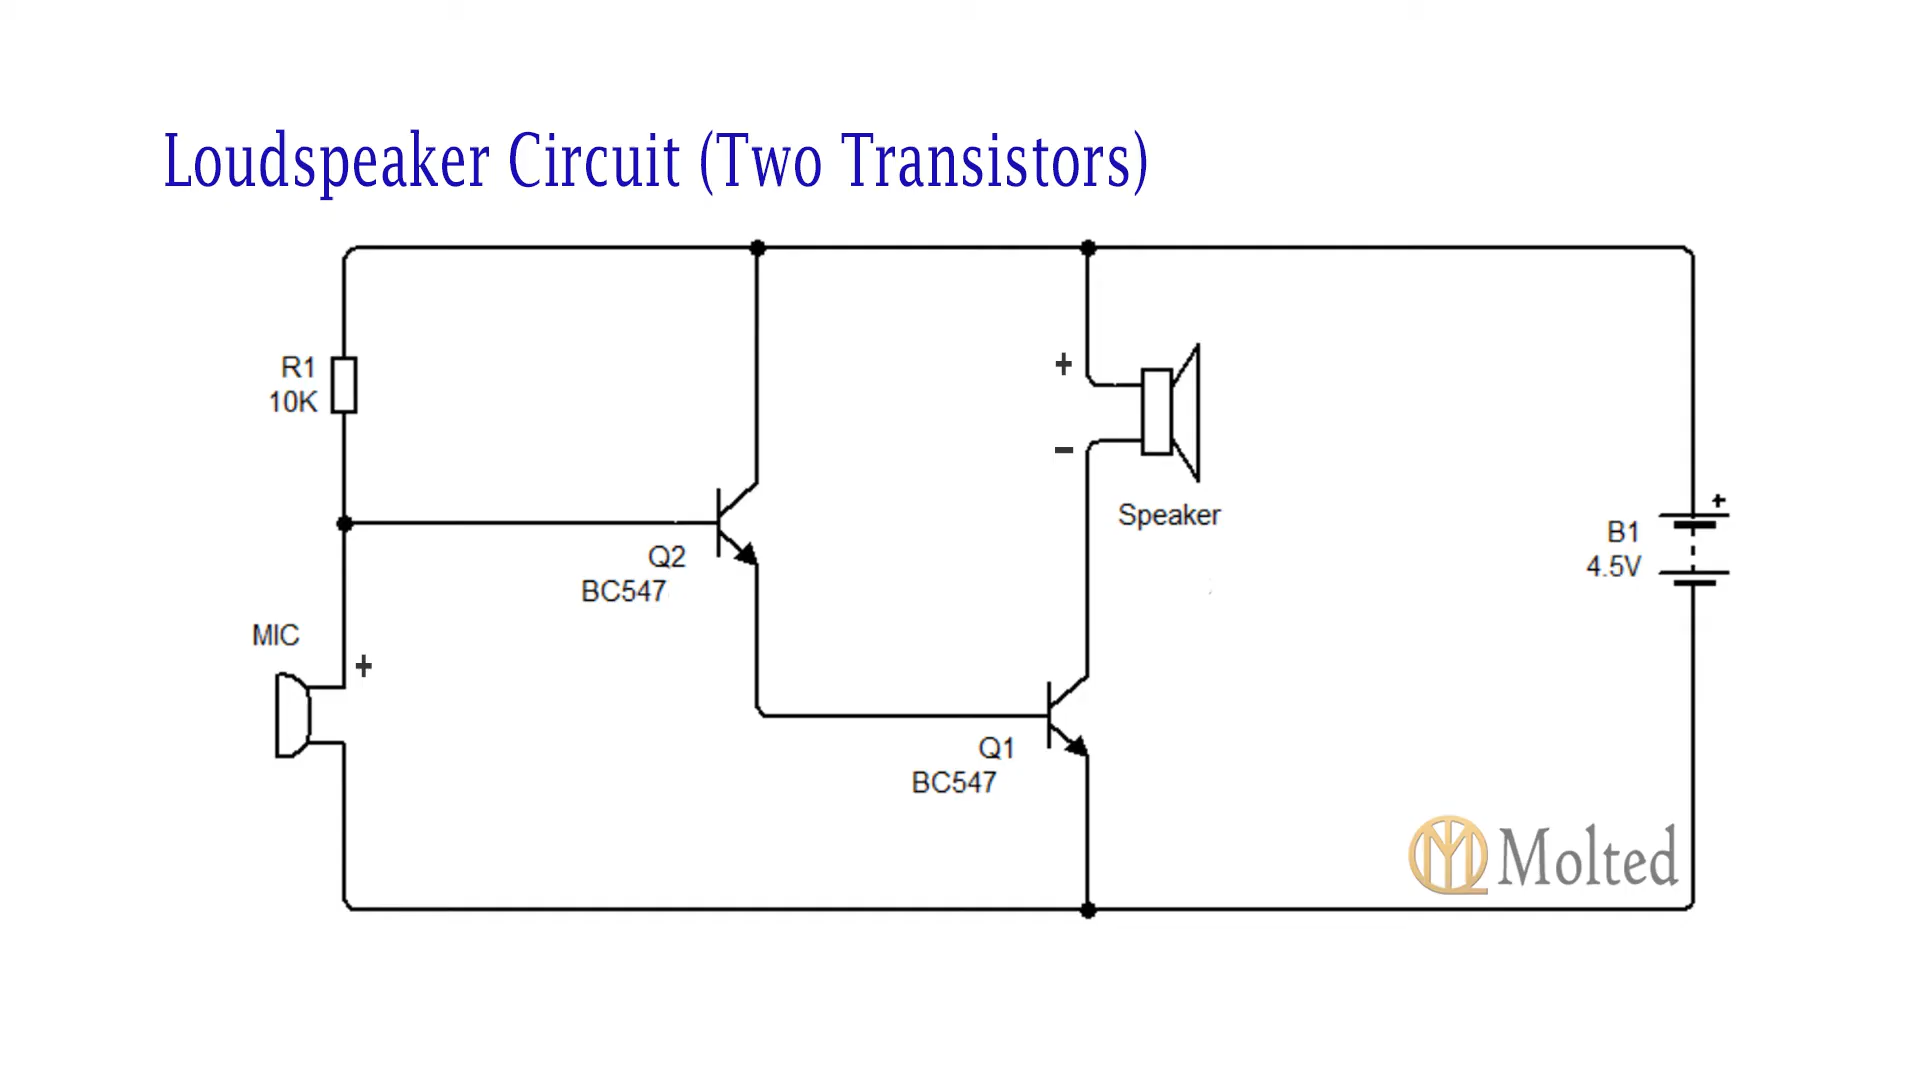 Loudspeaker Circuit (Two Transistors)
R1
10K
+
−
Speaker
+
B1
4.5V
Q2
BC547
MIC
+
Q1
BC547
Molted